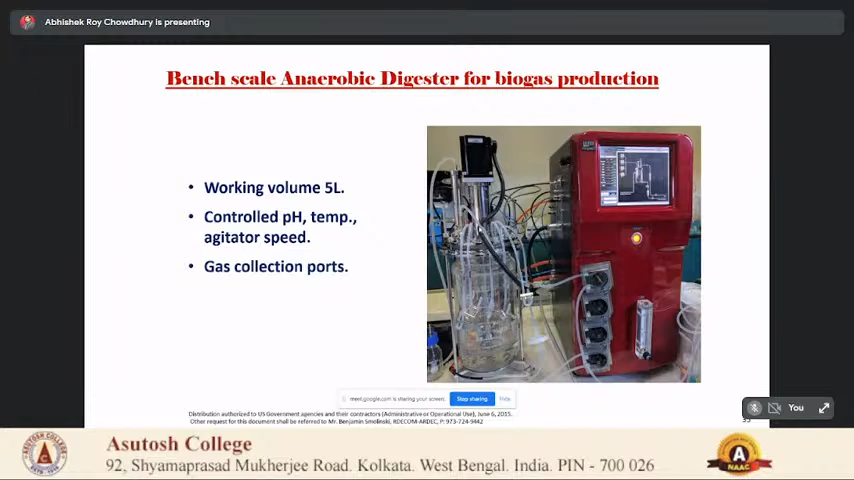 Abhishek Roy Chowdhury is presenting
Bench scale Anaerobic Digester for biogas production
• Working volume 5L.
• Controlled pH, temp.,
agitator speed.
• Gas collection ports.
meet.google.com is sharing your screen.
Stop sharing
Hide
Distribution authorized to US Government agencies and their contractors (Administrative or Operational Use), June 6, 2015.
Other request for this document shall be referred to Mr. Benjamin Smolinski, RDECOM-ARDEC, P: 973-724-9442
You
ASUTOSH COLLEGE
Asutosh College
92, Shyamaprasad Mukherjee Road. Kolkata. West Bengal. India. PIN - 700 026
A
NAAC